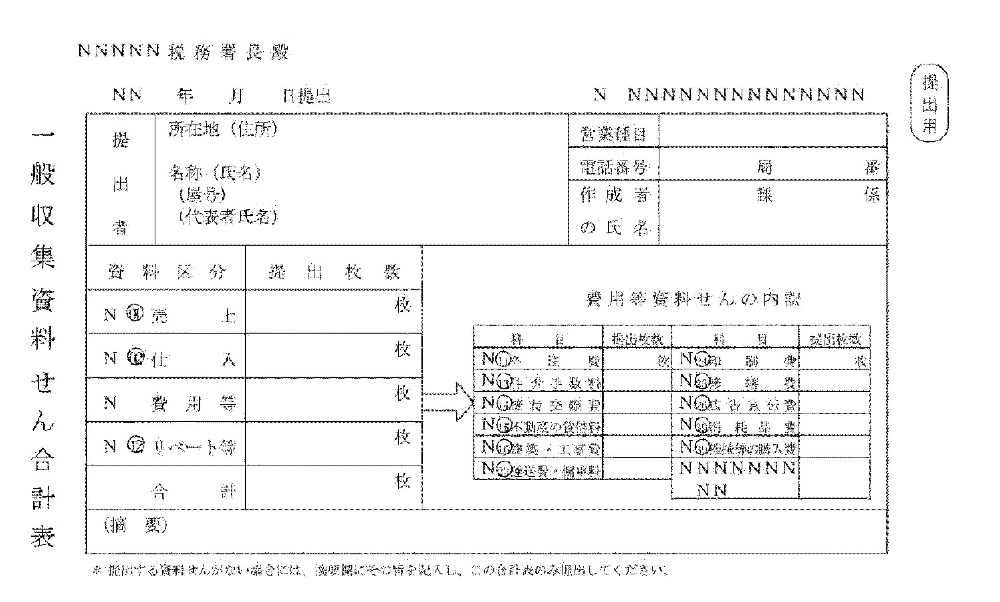 NNNNN税務署長殿
NN 年 月 日提出
N NNNNNNNNNNNNNN
提出用
一般収集資料せん合計表
提出者
所在地（住所）
名称（氏名）
（屋号）
（代表者氏名）
営業種目
電話番号 局 番
作成者 課 係
の氏名
資料区分 提出枚数
N ⓪① 売上 枚
N ⓪② 仕入 枚
N 費用等 枚
N ⑫ リベート等 枚
合計 枚
費用等資料せんの内訳
科目 提出枚数 科目 提出枚数
N⑪外注費 枚 N㉔印刷費 枚
N⑬仲介手数料 N㉕修繕費
N⑭接待交際費 N㉖広告宣伝費
N⑮不動産の賃借料 N㊴消耗品費
N⑯建築・工事費 N㊴機械等の購入費
N㉓運送費・傭車料 NNNNNNN
NN
（摘 要）
＊ 提出する資料せんがない場合には、摘要欄にその旨を記入し、この合計表のみ提出してください。